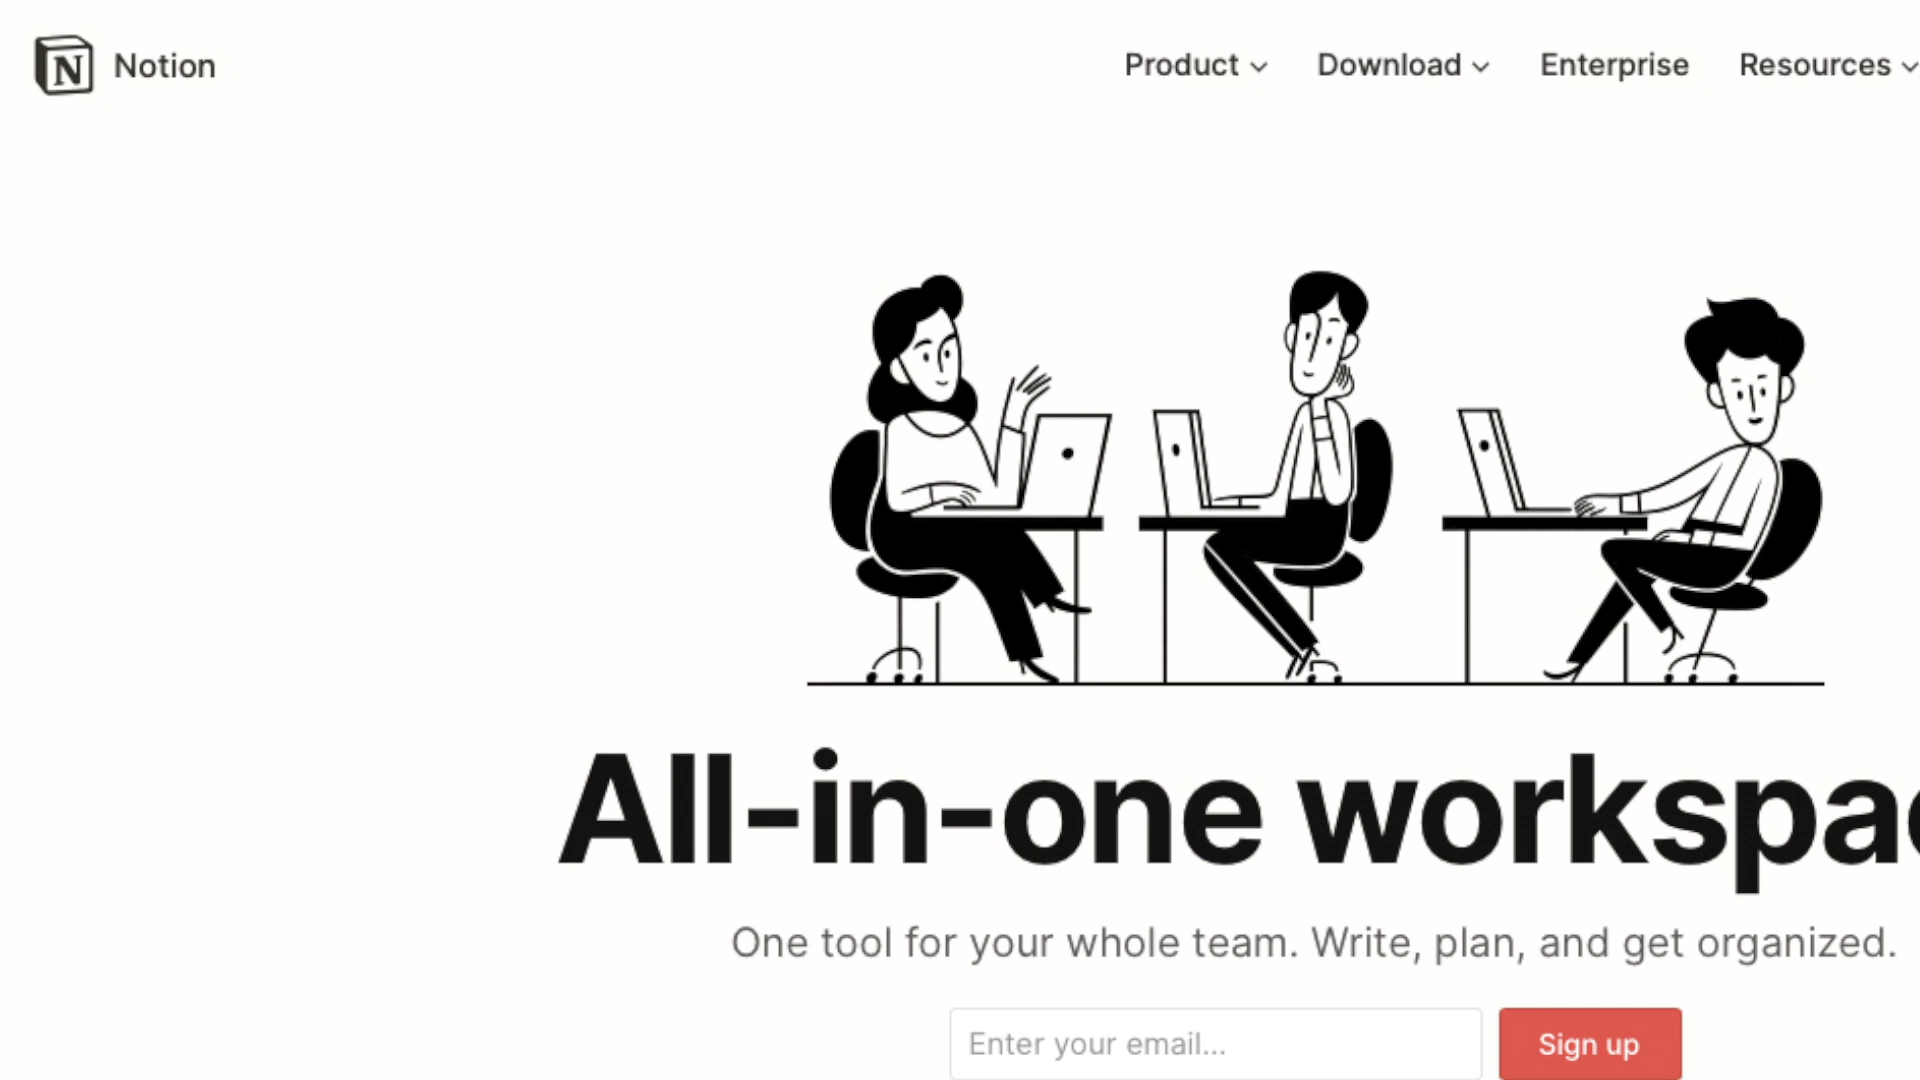 Notion
Product Download Enterprise Resources
All-in-one
One tool for your whole team. Write, plan, and get organized.
Enter your email...
Sign up